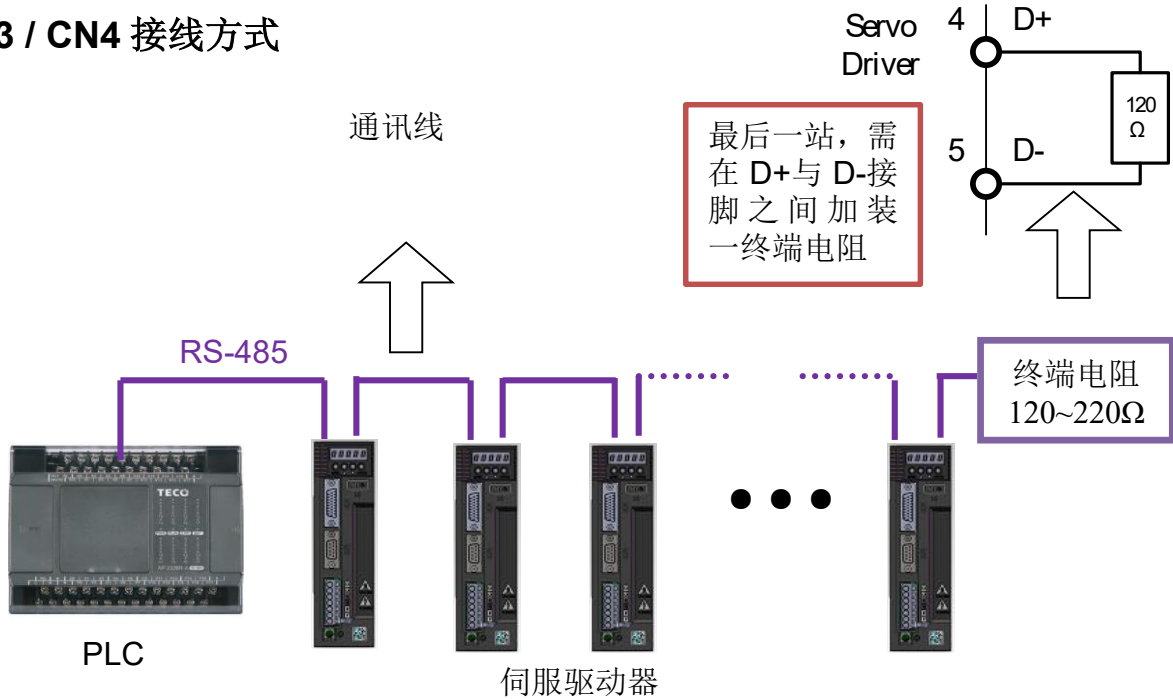 3 / CN4 接线方式
Servo
Driver
4
D+
120
Ω
5
D-
通讯线
最后一站，需
在 D+与 D-接
脚之间加装
一终端电阻
RS-485
终端电阻
120~220Ω
TECO
PLC
伺服驱动器